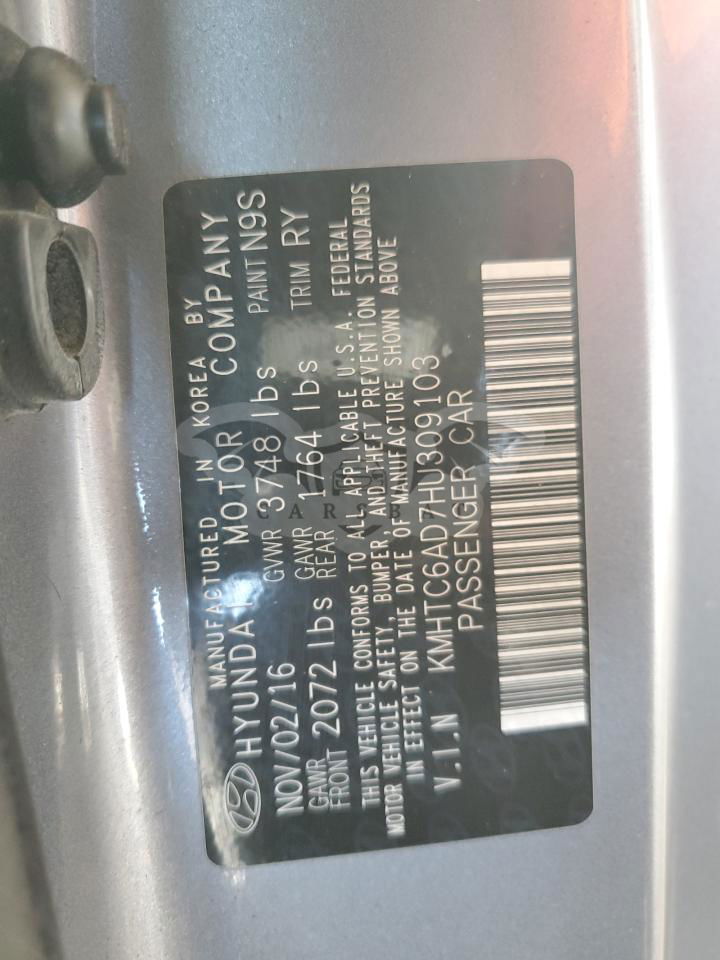 MANUFACTURED IN KOREA BY
HYUNDAI MOTOR COMPANY
NOV/02/16 GVWR 3748 lbs PAINT N9S
GAWR FRONT 2072 lbs GAWR REAR 1764 lbs TRIM RY
THIS VEHICLE CONFORMS TO ALL APPLICABLE U.S.A. FEDERAL
MOTOR VEHICLE SAFETY, BUMPER, AND THEFT PREVENTION STANDARDS
IN EFFECT ON THE DATE OF MANUFACTURE SHOWN ABOVE
V.I.N KMHTC6AD7HU309103
PASSENGER CAR